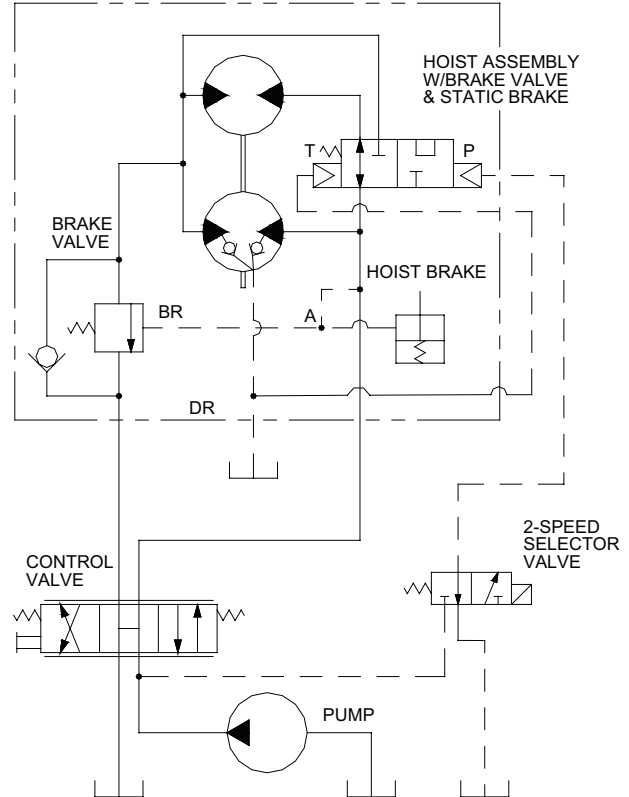 HOIST ASSEMBLY
W/BRAKE VALVE
& STATIC BRAKE
T
P
BRAKE
VALVE
HOIST BRAKE
BR
A
DR
2-SPEED
SELECTOR
VALVE
CONTROL
VALVE
PUMP